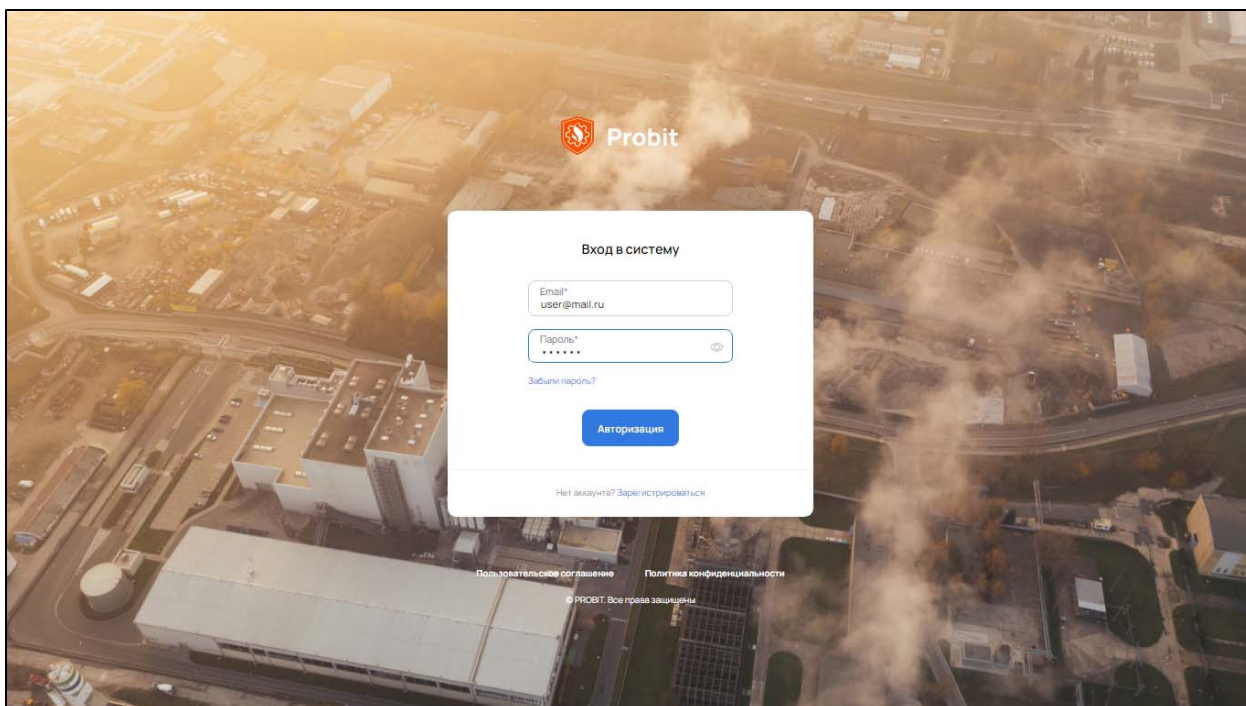 Probit
Вход в систему
Email*
user@mail.ru
Пароль*
••••••
Забыли пароль?
Авторизация
Нет аккаунта? Зарегистрироваться
Пользовательское соглашение Политика конфиденциальности
© PROBIT. Все права защищены